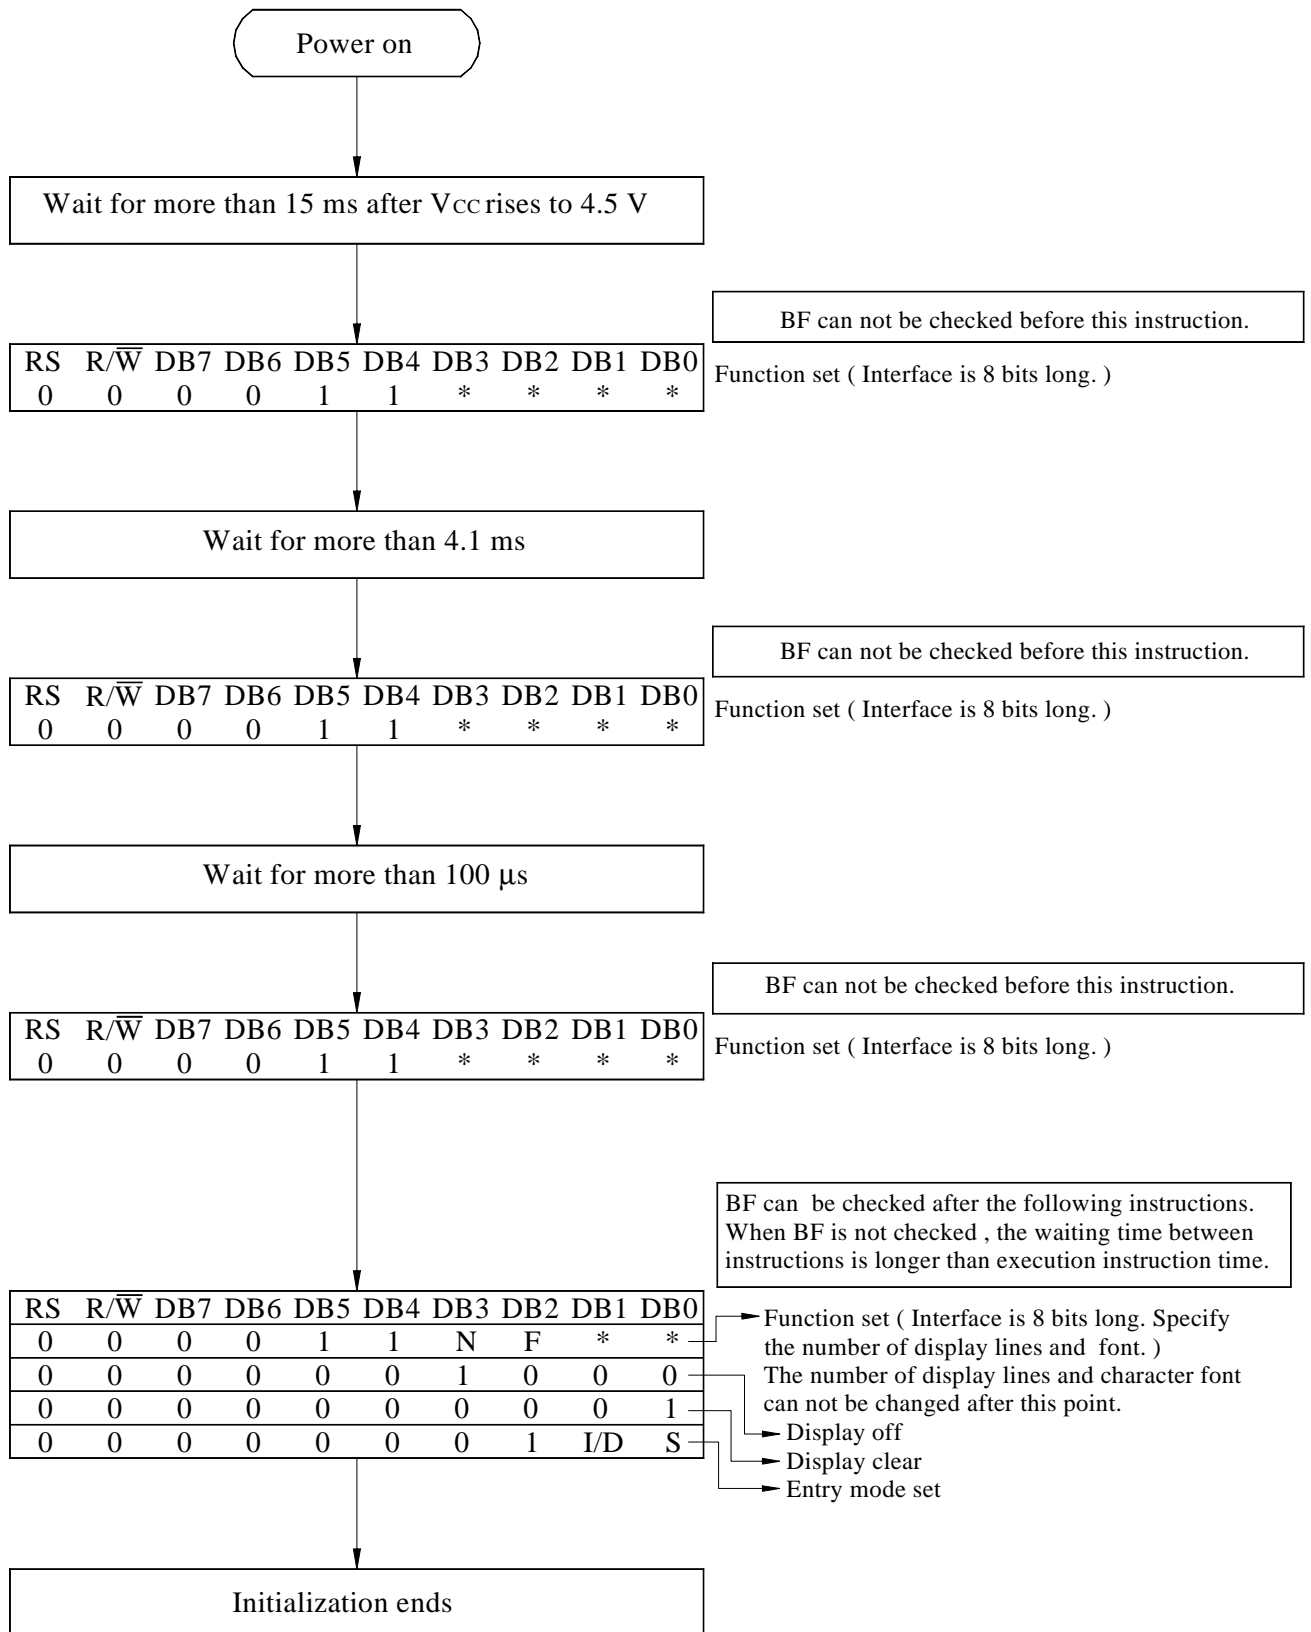 Power on
Wait for more than 15 ms after VCC rises to 4.5 V
BF can not be checked before this instruction.
RS R/W̅ DB7 DB6 DB5 DB4 DB3 DB2 DB1 DB0
0 0 0 0 1 1 * * * *
Function set ( Interface is 8 bits long. )
Wait for more than 4.1 ms
BF can not be checked before this instruction.
RS R/W̅ DB7 DB6 DB5 DB4 DB3 DB2 DB1 DB0
0 0 0 0 1 1 * * * *
Function set ( Interface is 8 bits long. )
Wait for more than 100 μs
BF can not be checked before this instruction.
RS R/W̅ DB7 DB6 DB5 DB4 DB3 DB2 DB1 DB0
0 0 0 0 1 1 * * * *
Function set ( Interface is 8 bits long. )
BF can be checked after the following instructions.
When BF is not checked , the waiting time between
instructions is longer than execution instruction time.
RS R/W̅ DB7 DB6 DB5 DB4 DB3 DB2 DB1 DB0
0 0 0 0 1 1 N F * *
0 0 0 0 0 0 1 0 0 0
0 0 0 0 0 0 0 0 0 1
0 0 0 0 0 0 0 1 I/D S
Function set ( Interface is 8 bits long. Specify
the number of display lines and font. )
The number of display lines and character font
can not be changed after this point.
Display off
Display clear
Entry mode set
Initialization ends